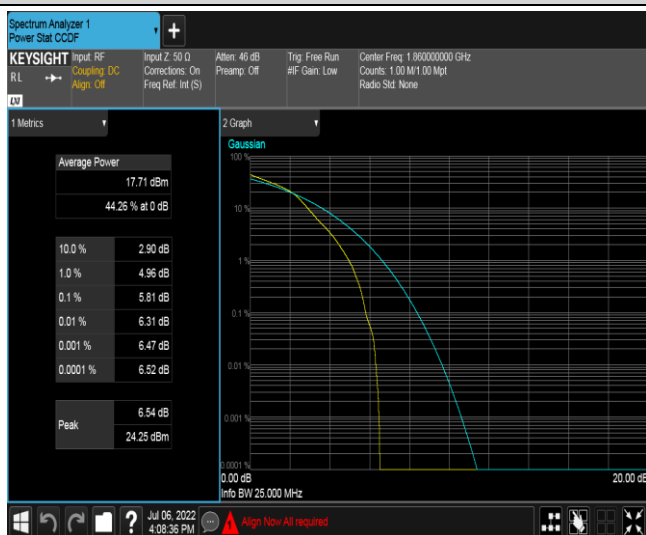 Spectrum Analyzer 1
Power Stat CCDF
KEYSIGHT
RL
LXI
Input: RF
Coupling: DC
Align: Off
Input Z: 50 Ω
Corrections: On
Freq Ref: Int (S)
Atten: 46 dB
Preamp: Off
Trig: Free Run
#IF Gain: Low
Center Freq: 1.860000000 GHz
Counts: 1.00 M/1.00 Mpt
Radio Std: None
1 Metrics
Average Power
17.71 dBm
44.26 % at 0 dB
10.0 % 2.90 dB
1.0 % 4.96 dB
0.1 % 5.81 dB
0.01 % 6.31 dB
0.001 % 6.47 dB
0.0001 % 6.52 dB
Peak
6.54 dB
24.25 dBm
2 Graph
Gaussian
100 %
10 %
1 %
0.1 %
0.01 %
0.001 %
0.0001 %
0.00 dB 20.00 dB
Info BW 25.000 MHz
?
Jul 06, 2022
4:08:36 PM
Align Now All required